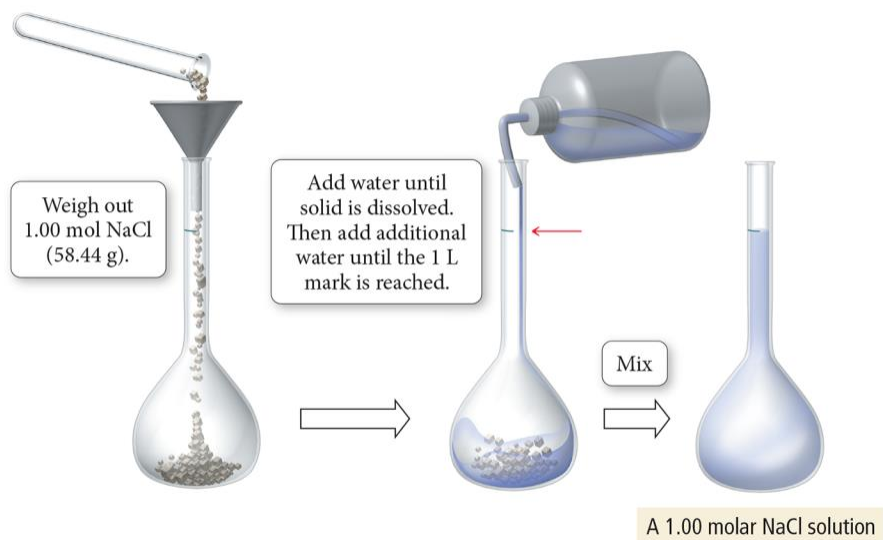 Weigh out
1.00 mol NaCl
(58.44 g).
Add water until
solid is dissolved.
Then add additional
water until the 1 L
mark is reached.
Mix
A 1.00 molar NaCl solution